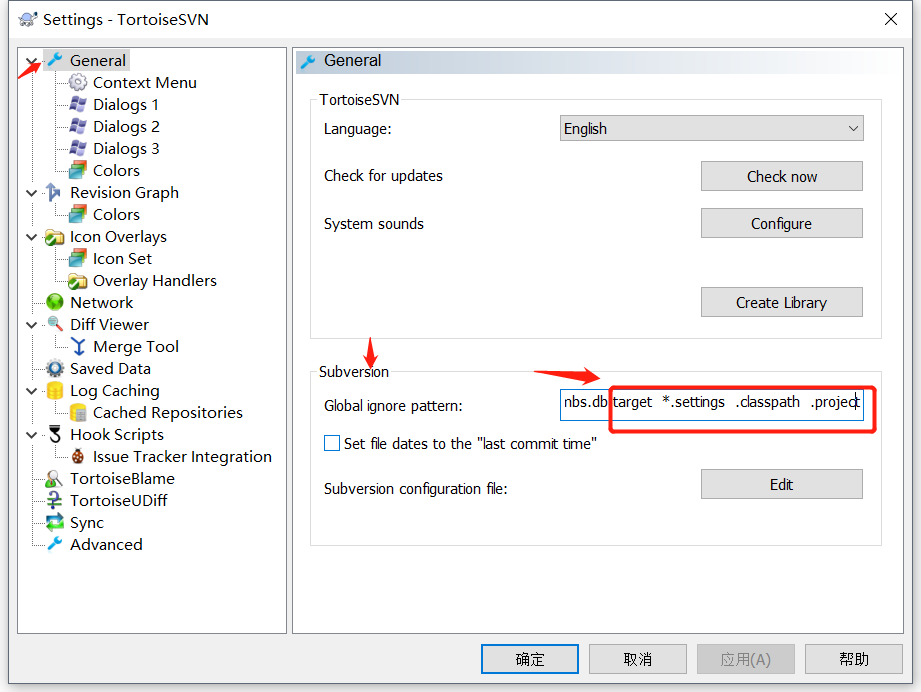 Settings - TortoiseSVN
General
Context Menu
Dialogs 1
Dialogs 2
Dialogs 3
Colors
Revision Graph
Colors
Icon Overlays
Icon Set
Overlay Handlers
Network
Diff Viewer
Merge Tool
Saved Data
Log Caching
Cached Repositories
Hook Scripts
Issue Tracker Integration
TortoiseBlame
TortoiseUDiff
Sync
Advanced
General
TortoiseSVN
Language:
English
Check for updates
Check now
System sounds
Configure
Create Library
Subversion
Global ignore pattern:
nbs.db target *.settings .classpath .project
Set file dates to the "last commit time"
Subversion configuration file:
Edit
确定
取消
应用(A)
帮助